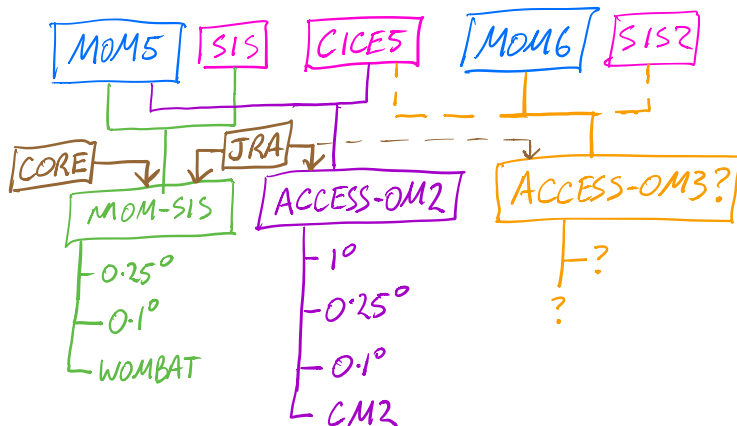 MOM5
SIS
CICE5
MOM6
SIS2
CORE
JRA
MOM-SIS
ACCESS-OM2
ACCESS-OM3?
0.25°
0.1°
WOMBAT
1°
0.25°
0.1°
CM2
?
?